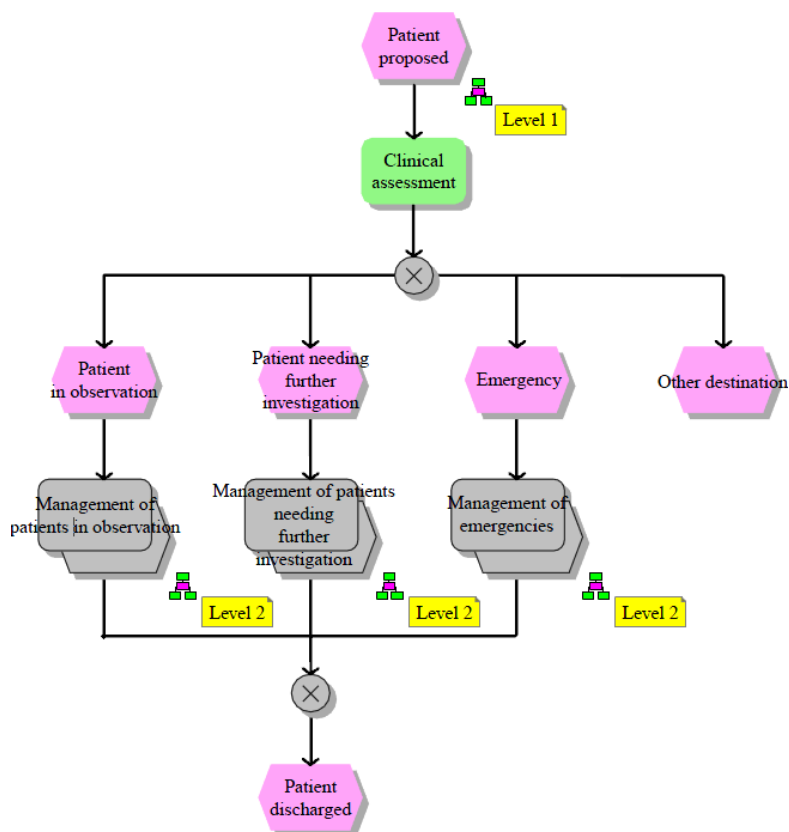 Patient
proposed
Level 1
Clinical
assessment
Patient
in observation
Patient needing
further
investigation
Emergency
Other destination
Management of
patients in observation
Management of patients
needing
further
investigation
Management of
emergencies
Level 2
Level 2
Level 2
Patient
discharged